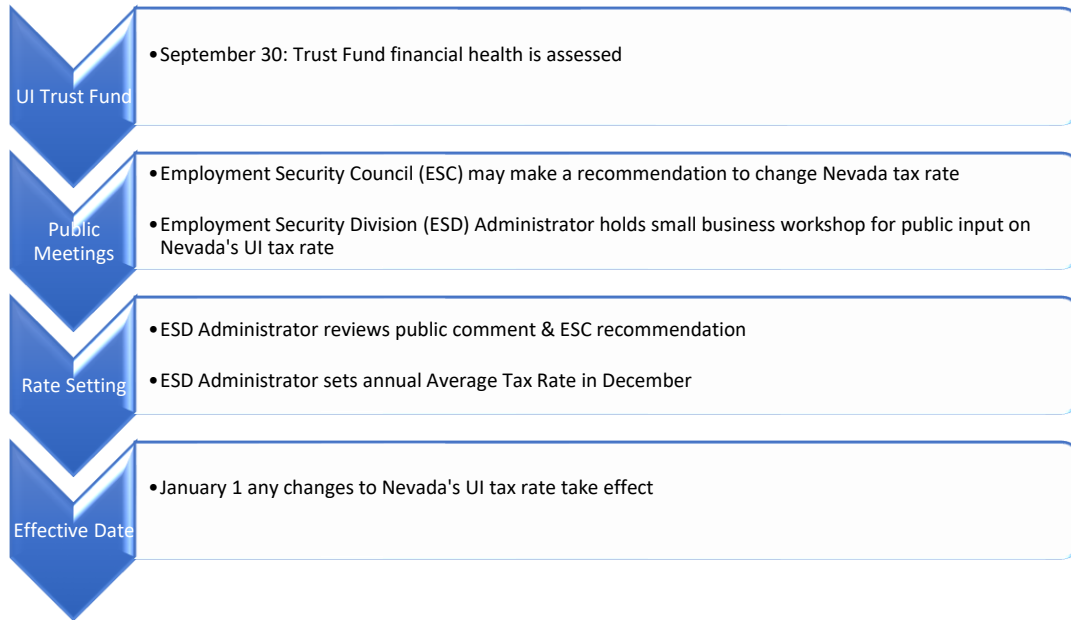 UI Trust Fund
•September 30: Trust Fund financial health is assessed
Public
Meetings
•Employment Security Council (ESC) may make a recommendation to change Nevada tax rate
•Employment Security Division (ESD) Administrator holds small business workshop for public input on
Nevada's UI tax rate
Rate Setting
•ESD Administrator reviews public comment & ESC recommendation
•ESD Administrator sets annual Average Tax Rate in December
Effective Date
•January 1 any changes to Nevada's UI tax rate take effect